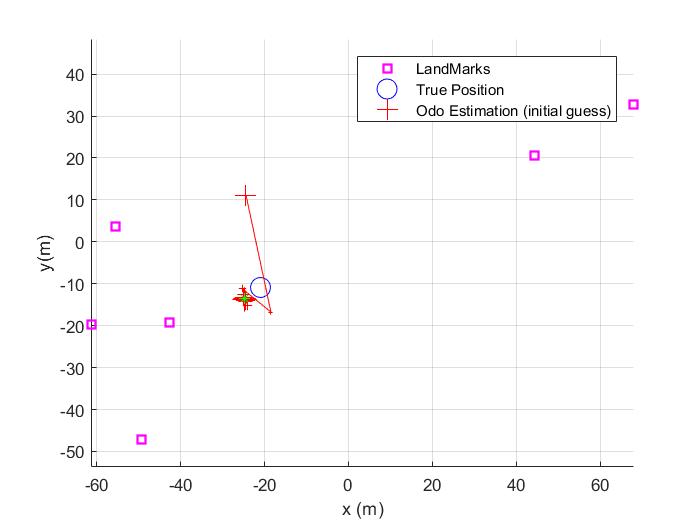 LandMarks
True Position
Odo Estimation (initial guess)
40
30
20
10
0
-10
-20
-30
-40
-50
y(m)
-60 -40 -20 0 20 40 60
x (m)